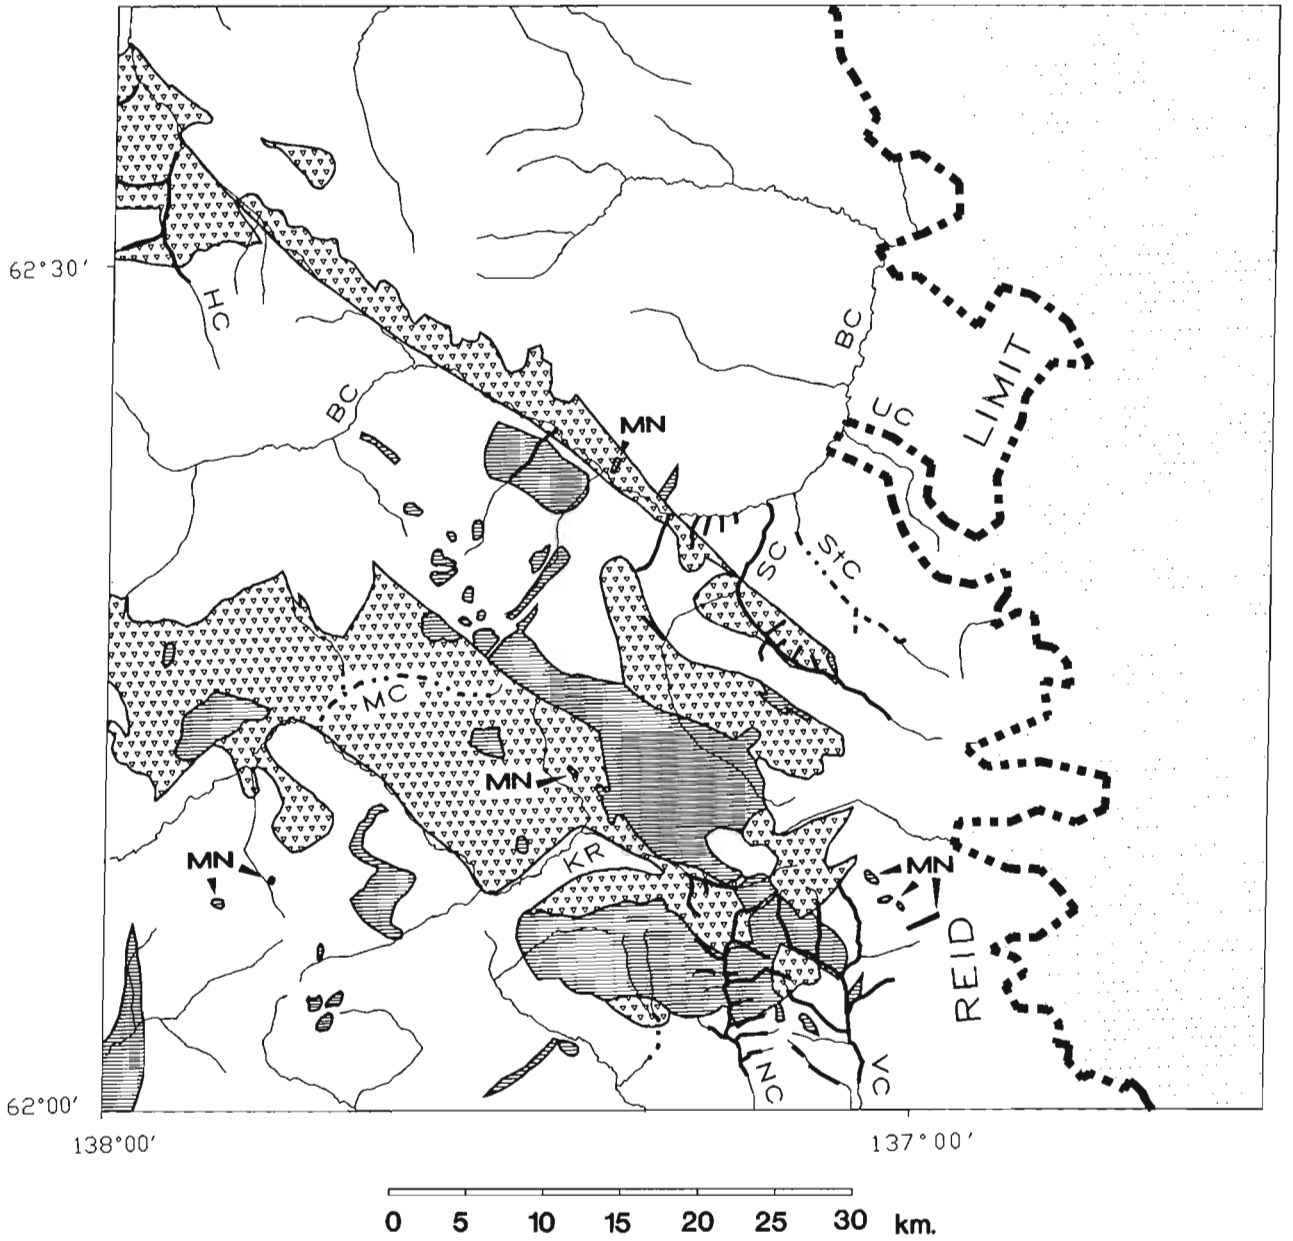 62°30′
HC
BC
BC
UC
LIMIT
MN
SC
StC
MC
MN
KR
MN
MN
REID
NC
VC
62°00′
138°00′
137°00′
0 5 10 15 20 25 30 km.